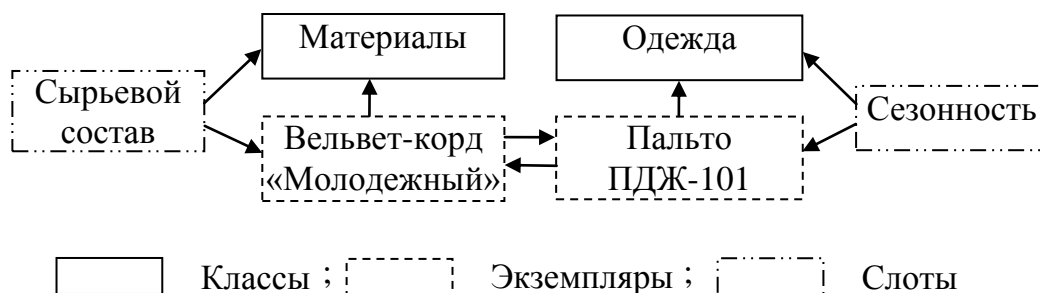 Материалы
Одежда
Сырьевой
состав
Сезонность
Вельвет-корд
«Молодежный»
Пальто
ПДЖ-101
Классы ; Экземпляры ; Слоты